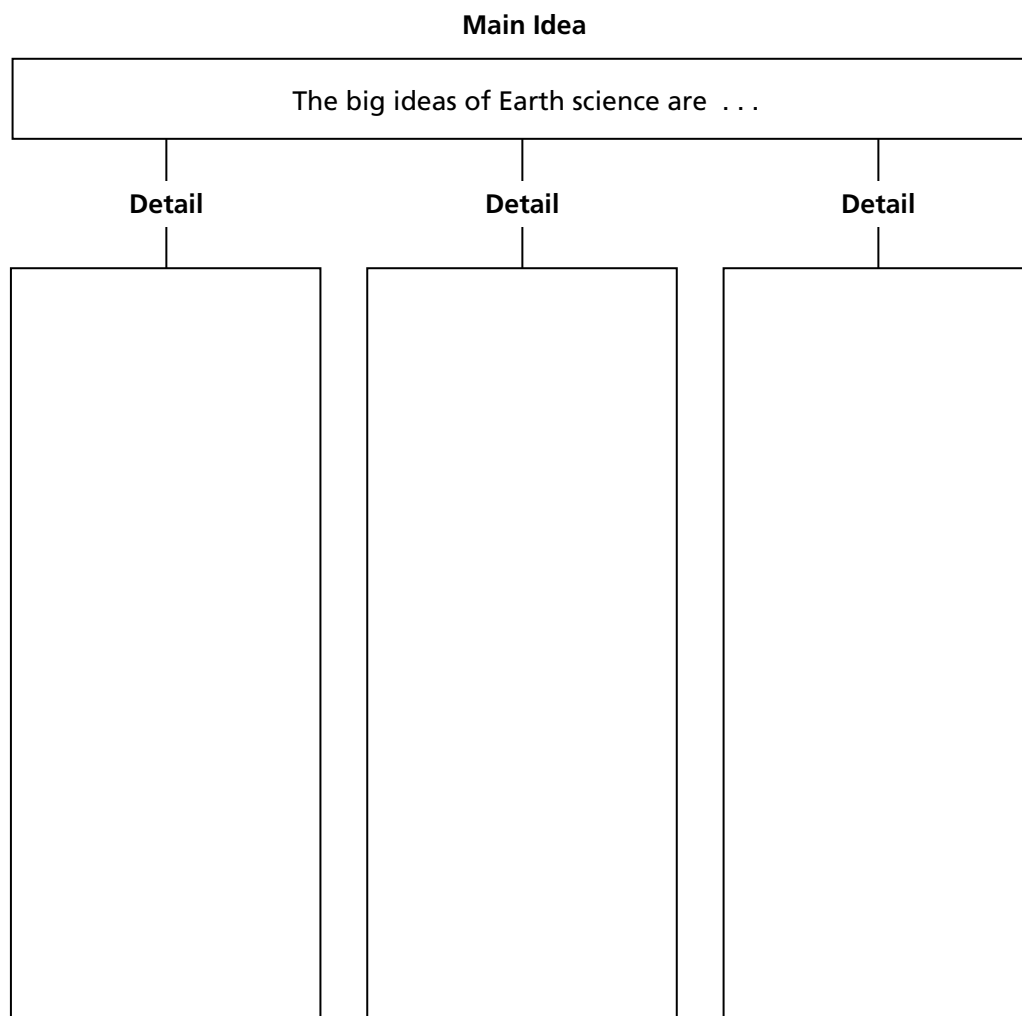 Main Idea
The big ideas of Earth science are . . .
Detail Detail Detail